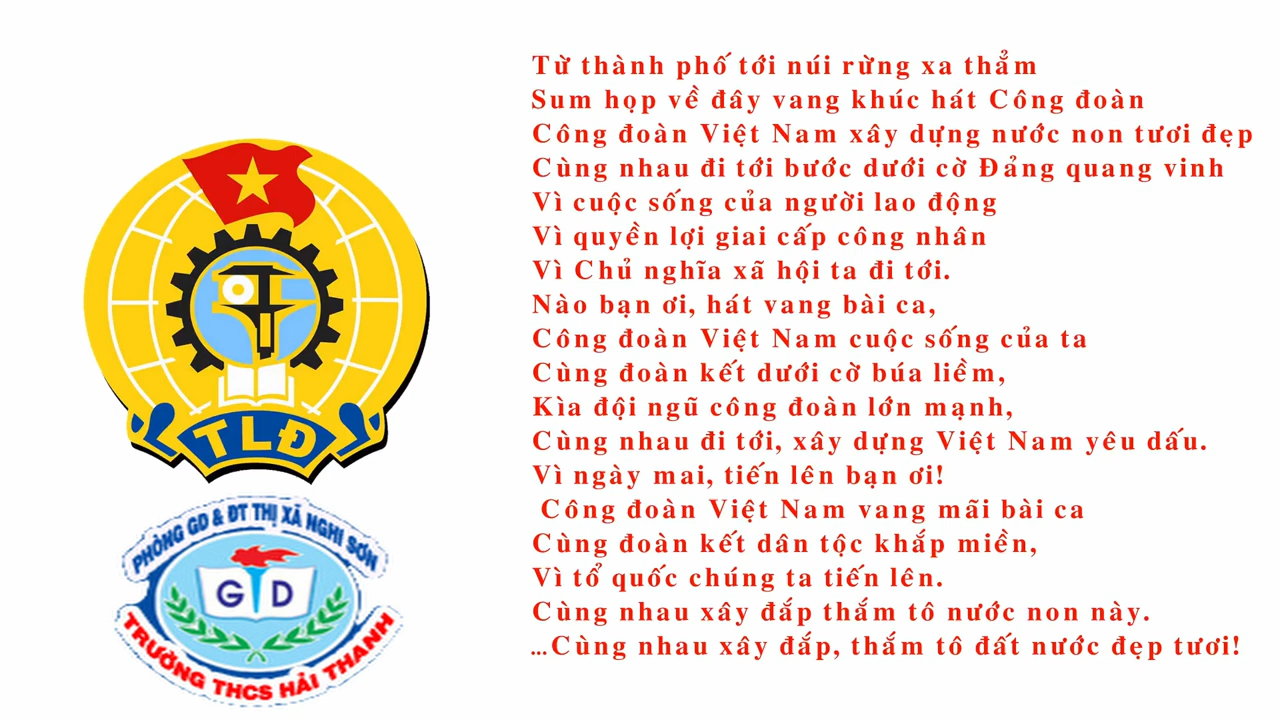 Từ thành phố tới núi rừng xa thẳm
Sum họp về đây vang khúc hát Công đoàn
Công đoàn Việt Nam xây dựng nước non tươi đẹp
Cùng nhau đi tới bước dưới cờ Đảng quang vinh
Vì cuộc sống của người lao động
Vì quyền lợi giai cấp công nhân
Vì Chủ nghĩa xã hội ta đi tới.
Nào bạn ơi, hát vang bài ca,
Công đoàn Việt Nam cuộc sống của ta
Cùng đoàn kết dưới cờ búa liềm,
Kìa đội ngũ công đoàn lớn mạnh,
Cùng nhau đi tới, xây dựng Việt Nam yêu dấu.
Vì ngày mai, tiến lên bạn ơi!
Công đoàn Việt Nam vang mãi bài ca
Cùng đoàn kết dân tộc khắp miền,
Vì tổ quốc chúng ta tiến lên.
Cùng nhau xây đắp thắm tô nước non này.
...Cùng nhau xây đắp, thắm tô đất nước đẹp tươi!
TLĐ
PHÒNG GD & ĐT THỊ XÃ NGHI SƠN
G D
TRƯỜNG THCS HẢI THANH